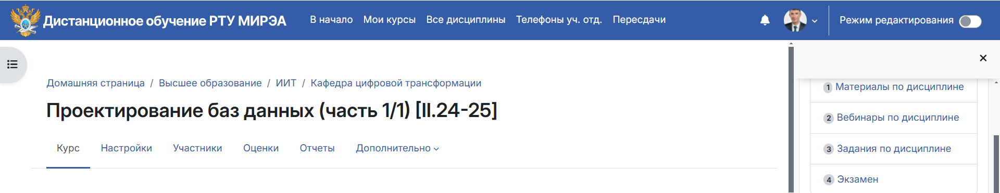 Дистанционное обучение РТУ МИРЭА В начало Мои курсы Все дисциплины Телефоны уч. отд. Пересдачи Режим редактирования
Домашняя страница / Высшее образование / ИИТ / Кафедра цифровой трансформации
Проектирование баз данных (часть 1/1) [II.24-25]
Курс Настройки Участники Оценки Отчеты Дополнительно
1 Материалы по дисциплине
2 Вебинары по дисциплине
3 Задания по дисциплине
4 Экзамен